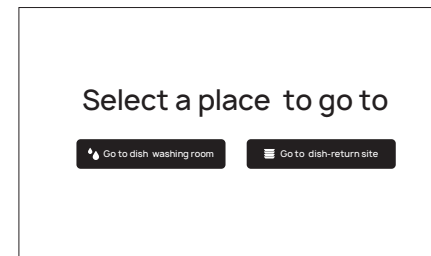 Select a place to go to
Go to dish washing room
Go to dish-return site